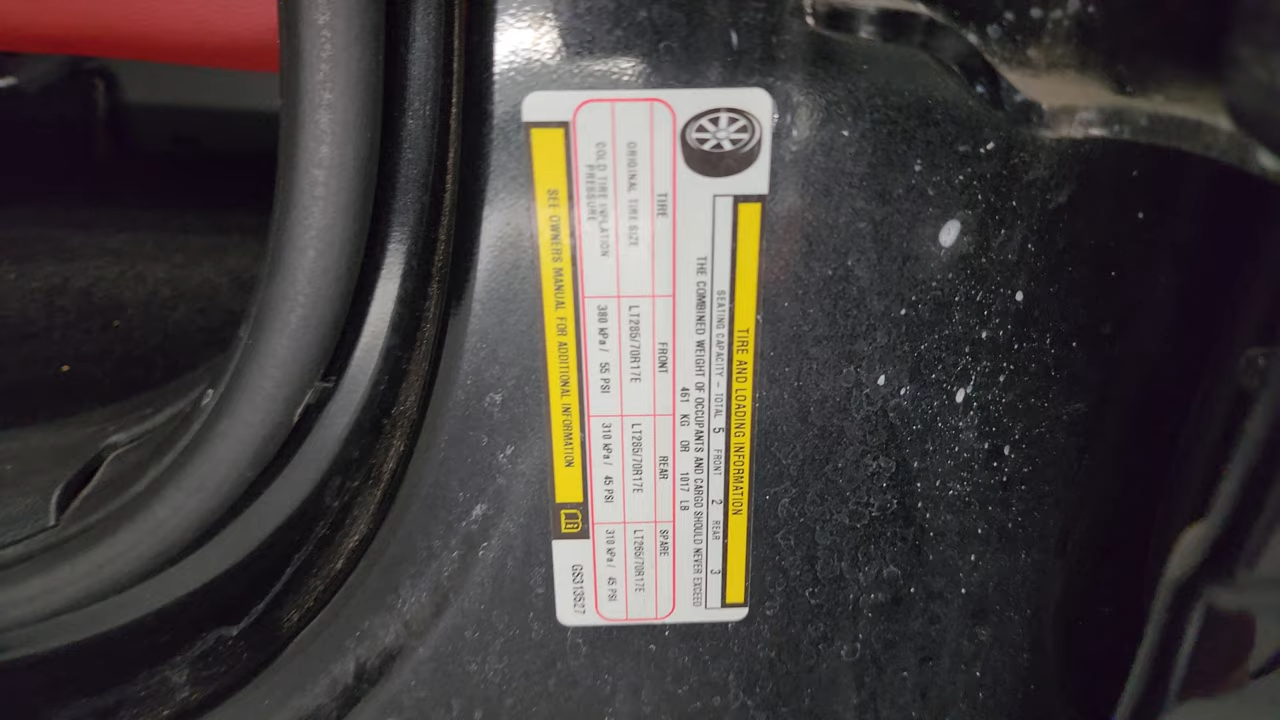 TIRE AND LOADING INFORMATION
SEATING CAPACITY – TOTAL 5 FRONT 2 REAR 3
THE COMBINED WEIGHT OF OCCUPANTS AND CARGO SHOULD NEVER EXCEED
461 KG OR 1017 LB
TIRE FRONT REAR SPARE
ORIGINAL TIRE SIZE LT285/70R17E LT285/70R17E LT265/70R17E
COLD TIRE INFLATION PRESSURE 380 kPa / 55 PSI 310 kPa / 45 PSI 310 kPa / 45 PSI
SEE OWNERS MANUAL FOR ADDITIONAL INFORMATION
GS313527